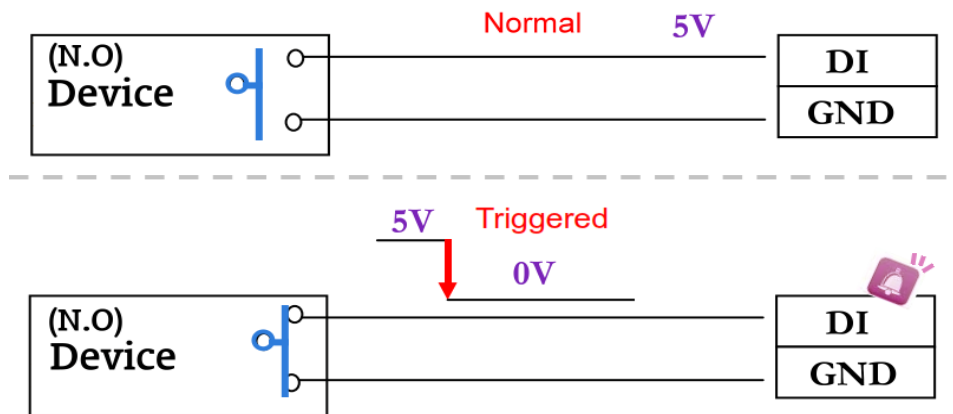 Normal
5V
(N.O)
Device
DI
GND
5V
Triggered
0V
(N.O)
Device
DI
GND